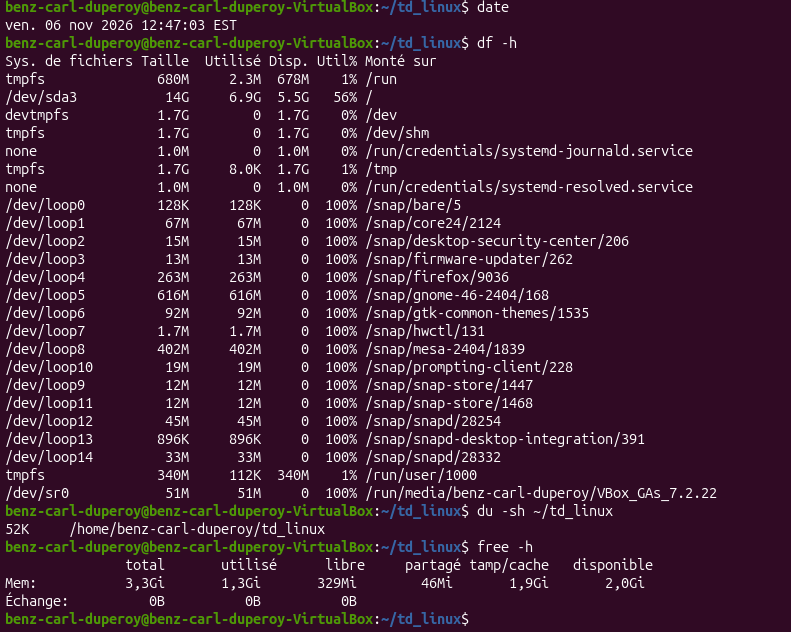 benz-carl-duperoy@benz-carl-duperoy-VirtualBox:~/td_linux$ date
ven. 06 nov 2026 12:47:03 EST
benz-carl-duperoy@benz-carl-duperoy-VirtualBox:~/td_linux$ df -h
Sys. de fichiers Taille  Utilisé Disp. Util% Monté sur
tmpfs              680M     2.3M  678M    1% /run
/dev/sda3           14G     6.9G  5.5G   56% /
devtmpfs           1.7G        0  1.7G    0% /dev
tmpfs              1.7G        0  1.7G    0% /dev/shm
none               1.0M        0  1.0M    0% /run/credentials/systemd-journald.service
tmpfs              1.7G     8.0K  1.7G    1% /tmp
none               1.0M        0  1.0M    0% /run/credentials/systemd-resolved.service
/dev/loop0         128K     128K     0  100% /snap/bare/5
/dev/loop1          67M      67M     0  100% /snap/core24/2124
/dev/loop2          15M      15M     0  100% /snap/desktop-security-center/206
/dev/loop3          13M      13M     0  100% /snap/firmware-updater/262
/dev/loop4         263M     263M     0  100% /snap/firefox/9036
/dev/loop5         616M     616M     0  100% /snap/gnome-46-2404/168
/dev/loop6          92M      92M     0  100% /snap/gtk-common-themes/1535
/dev/loop7         1.7M     1.7M     0  100% /snap/hwctl/131
/dev/loop8         402M     402M     0  100% /snap/mesa-2404/1839
/dev/loop10         19M      19M     0  100% /snap/prompting-client/228
/dev/loop9          12M      12M     0  100% /snap/snap-store/1447
/dev/loop11         12M      12M     0  100% /snap/snap-store/1468
/dev/loop12         45M      45M     0  100% /snap/snapd/28254
/dev/loop13        896K     896K     0  100% /snap/snapd-desktop-integration/391
/dev/loop14         33M      33M     0  100% /snap/snapd/28332
tmpfs              340M     112K  340M    1% /run/user/1000
/dev/sr0            51M      51M     0  100% /run/media/benz-carl-duperoy/VBox_GAs_7.2.22
benz-carl-duperoy@benz-carl-duperoy-VirtualBox:~/td_linux$ du -sh ~/td_linux
52K     /home/benz-carl-duperoy/td_linux
benz-carl-duperoy@benz-carl-duperoy-VirtualBox:~/td_linux$ free -h
               total       utilisé      libre     partagé tamp/cache   disponible
Mem:           3,3Gi       1,3Gi       329Mi        46Mi       1,9Gi       2,0Gi
Échange:          0B          0B          0B
benz-carl-duperoy@benz-carl-duperoy-VirtualBox:~/td_linux$